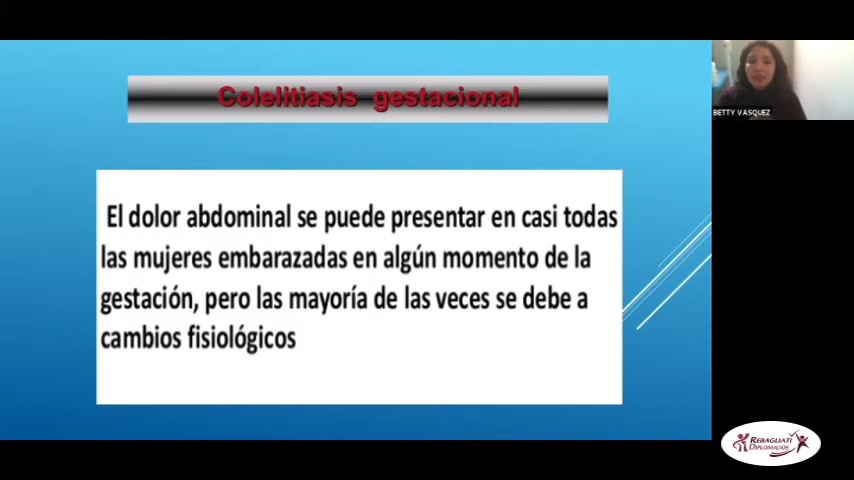 Colelitiasis gestacional
El dolor abdominal se puede presentar en casi todas
las mujeres embarazadas en algún momento de la
gestación, pero las mayoría de las veces se debe a
cambios fisiológicos
BETTY VASQUEZ
REBAGLIATI
DIPLOMADOS